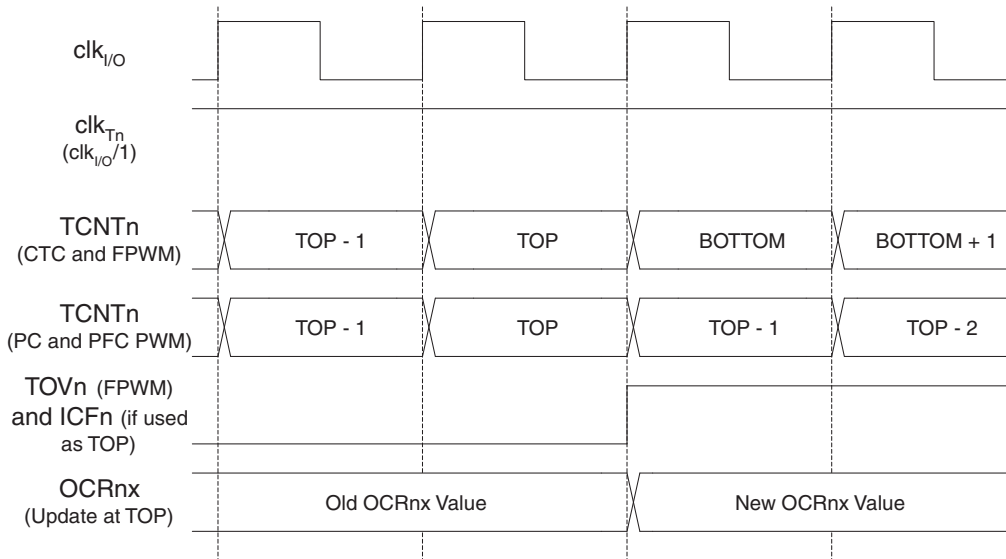 clkI/O
clkTn
(clkI/O/1)
TCNTn
(CTC and FPWM)
TOP - 1
TOP
BOTTOM
BOTTOM + 1
TCNTn
(PC and PFC PWM)
TOP - 1
TOP
TOP - 1
TOP - 2
TOVn (FPWM)
and ICFn (if used
as TOP)
OCRnx
(Update at TOP)
Old OCRnx Value
New OCRnx Value